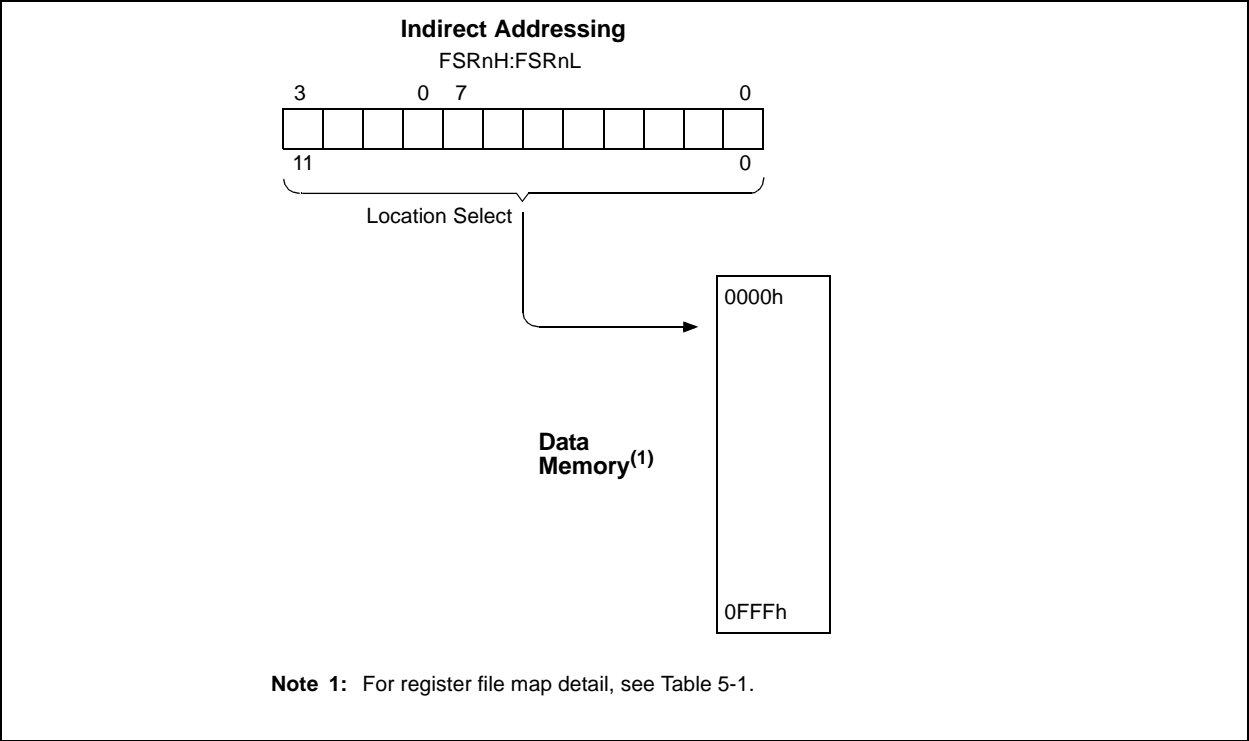 Indirect Addressing
FSRnH:FSRnL
3 0 7 0
11 0
Location Select
0000h
Data
Memory(1)
0FFFh
Note 1: For register file map detail, see Table 5-1.